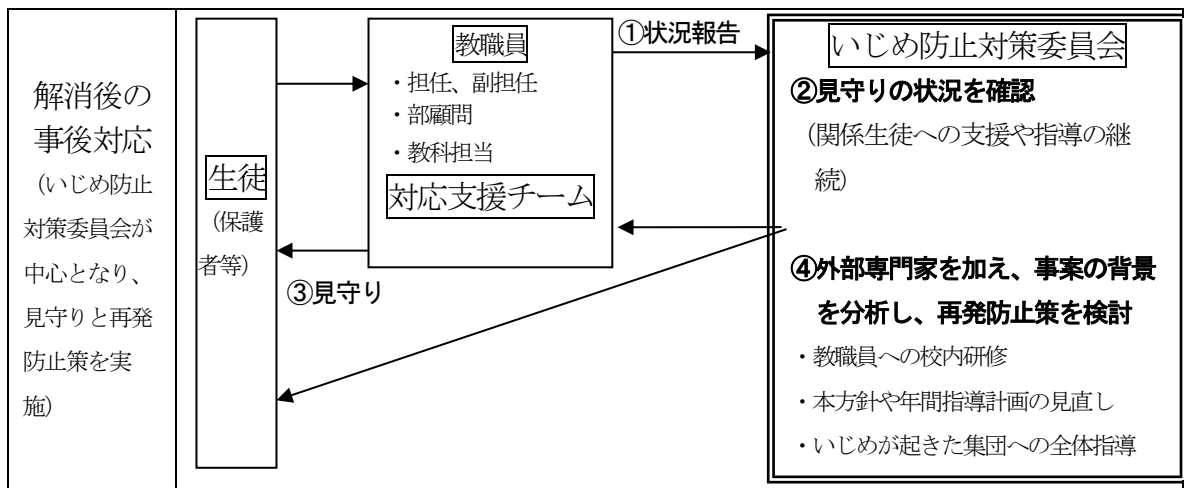 解消後の
事後対応
（いじめ防止
対策委員会が
中心となり、
見守りと再発
防止策を実
施）
生徒
（保護
者等）
教職員
・担任、副担任
・部顧問
・教科担当
対応支援チーム
①状況報告
③見守り
いじめ防止対策委員会
②見守りの状況を確認
（関係生徒への支援や指導の継
続）
④外部専門家を加え、事案の背景
を分析し、再発防止策を検討
・教職員への校内研修
・本方針や年間指導計画の見直し
・いじめが起きた集団への全体指導